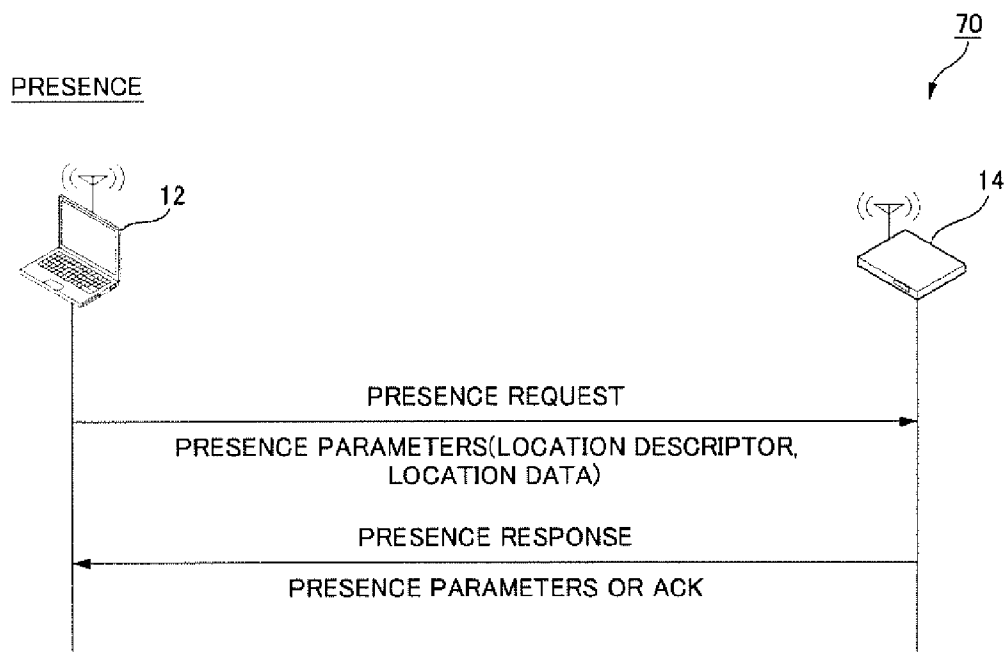 70
PRESENCE
12
14
PRESENCE REQUEST
PRESENCE PARAMETERS(LOCATION DESCRIPTOR,
LOCATION DATA)
PRESENCE RESPONSE
PRESENCE PARAMETERS OR ACK